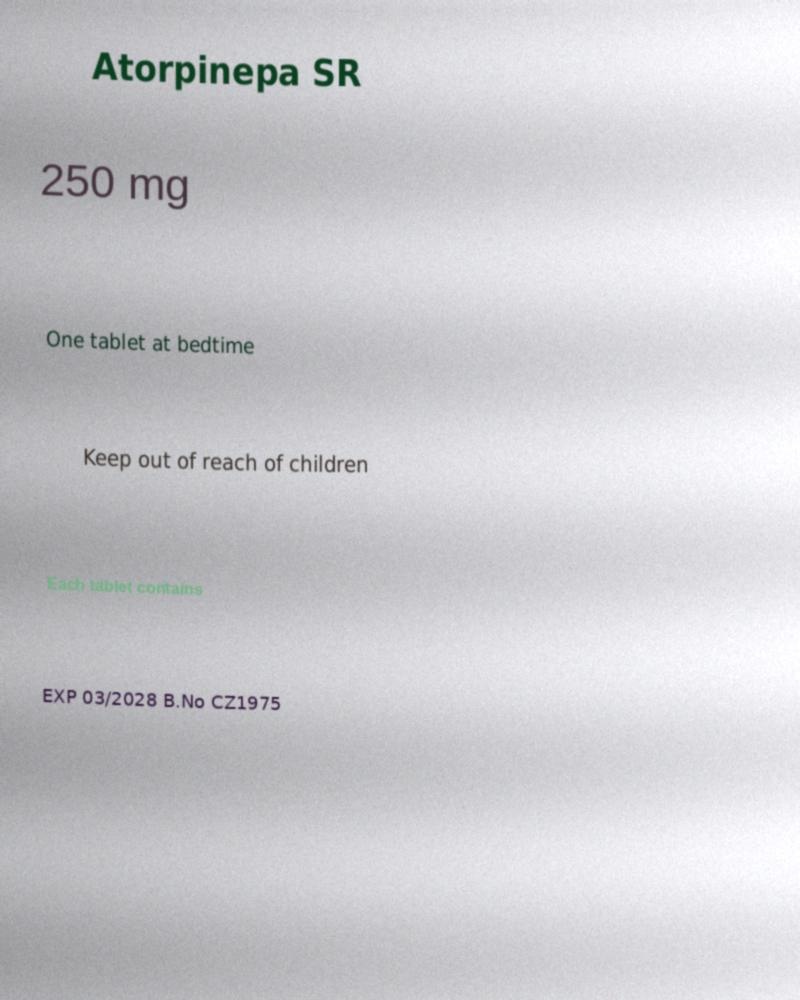 Atorpinepa SR
250 mg
One tablet at bedtime
Keep out of reach of children
Each tablet contains
EXP 03/2028 B.No CZ1975